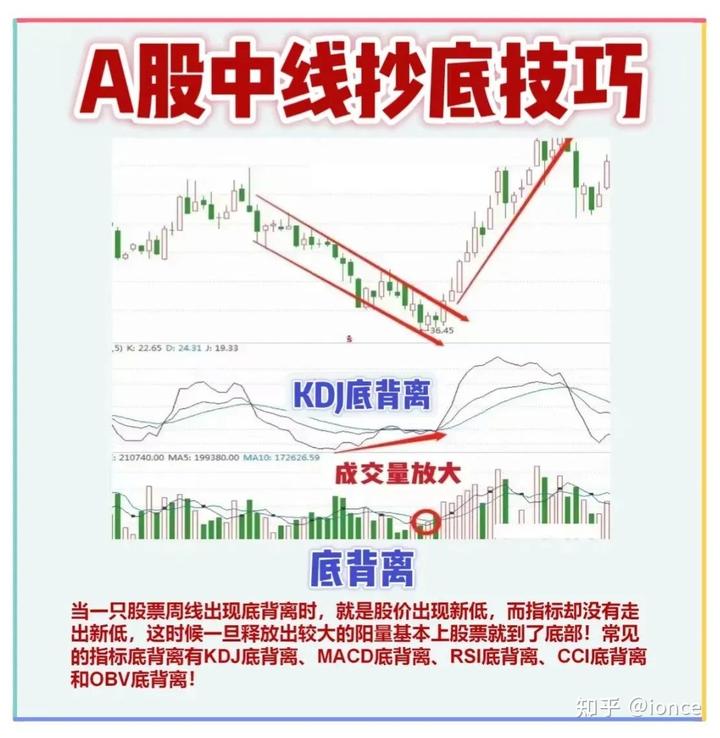 A股中线抄底技巧
36.45
,5) K: 22.65 D: 24.31 J: 19.33
KDJ底背离
: 210740.00 MA5: 199380.00 MA10: 172626.59
成交量放大
底背离
当一只股票周线出现底背离时，就是股价出现新低，而指标却没有走
出新低，这时候一旦释放出较大的阳量基本上股票就到了底部！常见
的指标底背离有KDJ底背离、MACD底背离、RSI底背离、CCI底背离
和OBV底背离！
知乎 @ionce